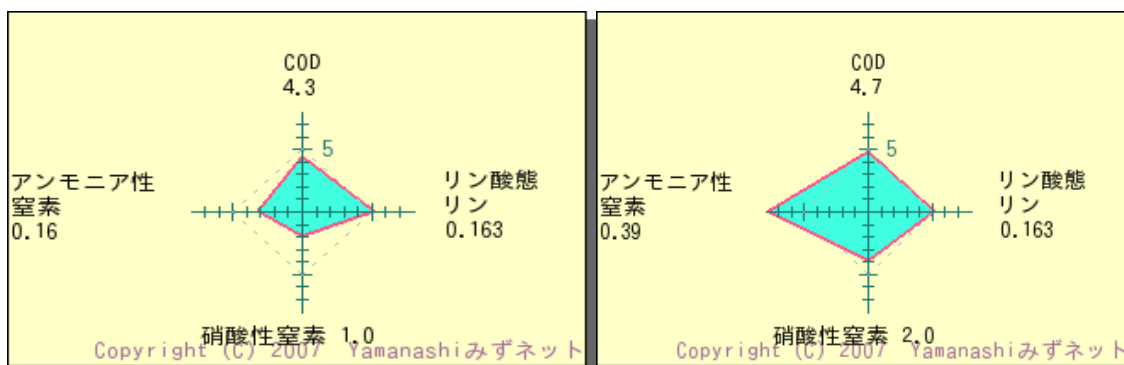 COD
4.3
5
アンモニア性
窒素
0.16
リン酸態
リン
0.163
硝酸性窒素 1.0
Copyright (C) 2007 Yamanashiみずネット
COD
4.7
5
アンモニア性
窒素
0.39
リン酸態
リン
0.163
硝酸性窒素 2.0
Copyright (C) 2007 Yamanashiみずネット